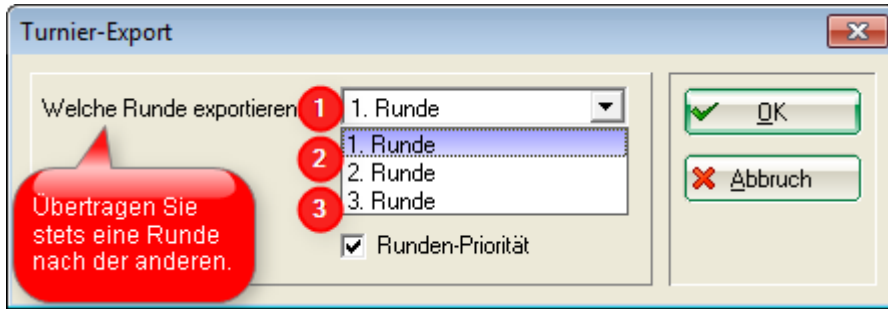 Turnier-Export
Welche Runde exportieren
1
1. Runde
1. Runde
2
2. Runde
3
3. Runde
Runden-Priorität
OK
Abbruch
Übertragen Sie
stets eine Runde
nach der anderen.